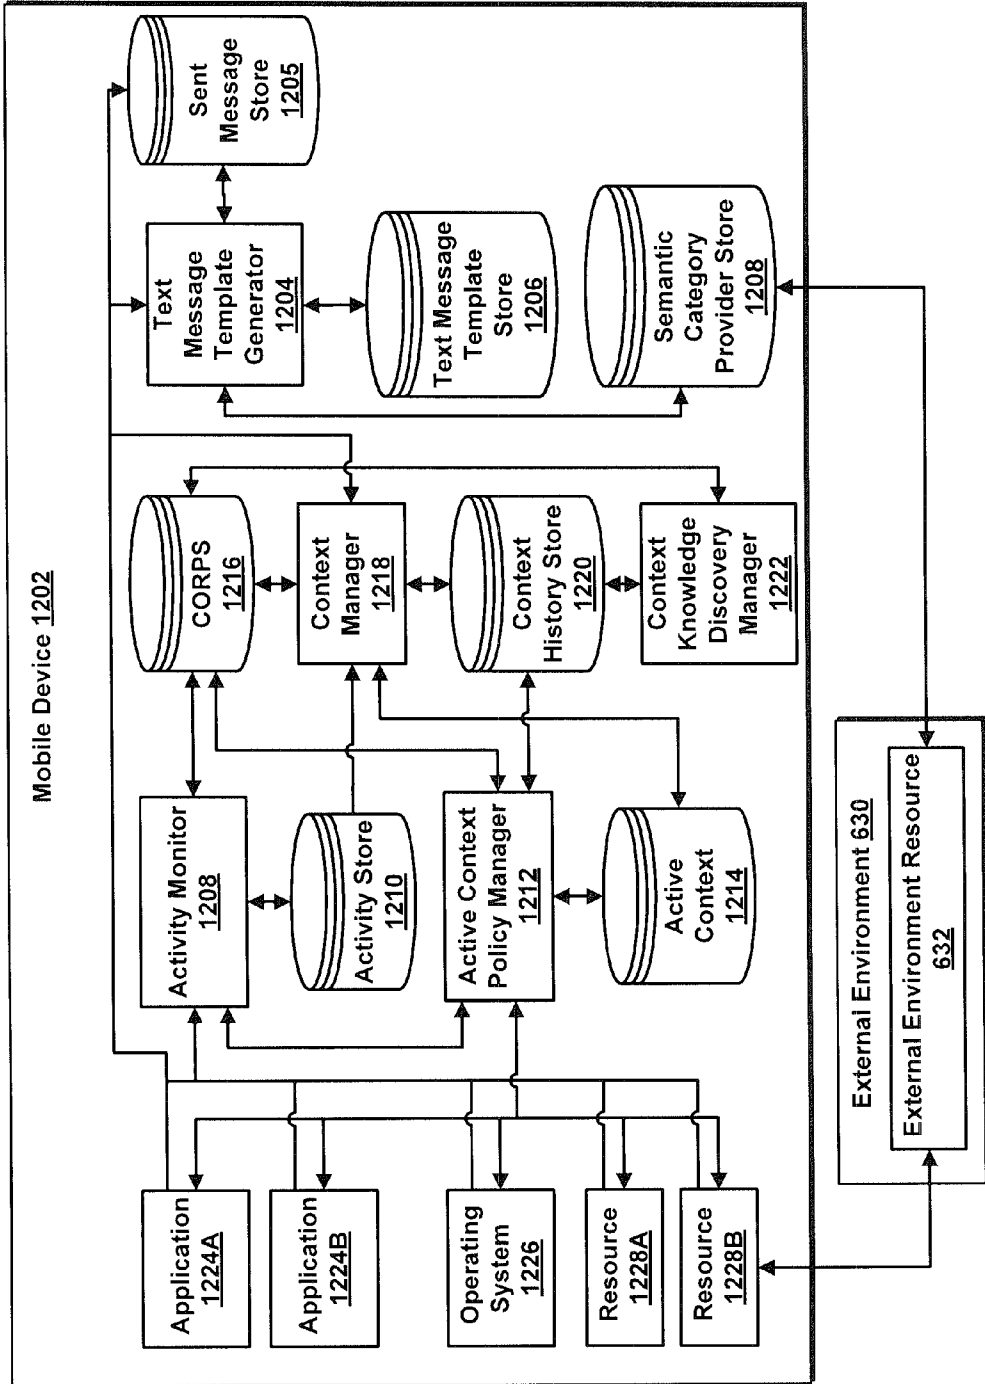 Mobile Device 1202
Application
1224A
Application
1224B
Operating
System
1226
Resource
1228A
Resource
1228B
Activity Monitor
1208
Activity Store
1210
Active Context
Policy Manager
1212
Active
Context
1214
CORPS
1216
Context
Manager
1218
Context
History Store
1220
Context
Knowledge
Discovery
Manager
1222
Text
Message
Template
Generator
1204
Text Message
Template
Store
1206
Semantic
Category
Provider Store
1208
Sent
Message
Store
1205
External Environment 630
External Environment Resource
632